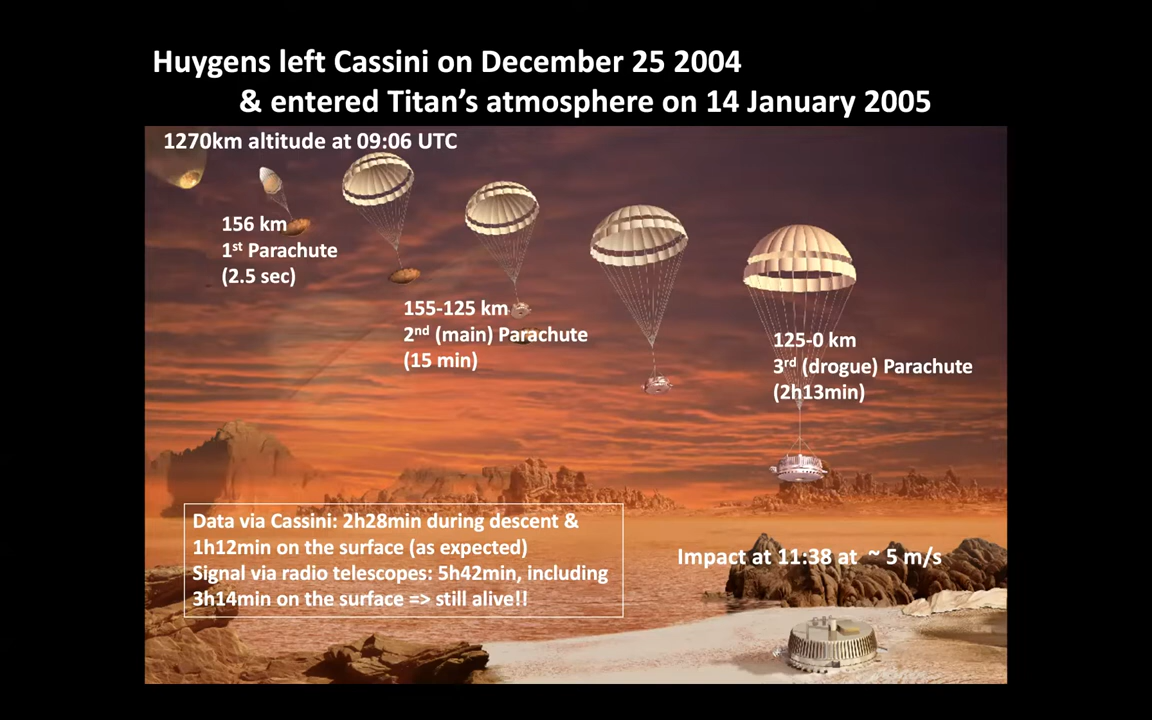 Huygens left Cassini on December 25 2004
& entered Titan's atmosphere on 14 January 2005
1270km altitude at 09:06 UTC
156 km
1st Parachute
(2.5 sec)
155-125 km
2nd (main) Parachute
(15 min)
125-0 km
3rd (drogue) Parachute
(2h13min)
Data via Cassini: 2h28min during descent &
1h12min on the surface (as expected)
Signal via radio telescopes: 5h42min, including
3h14min on the surface => still alive!!
Impact at 11:38 at ~ 5 m/s